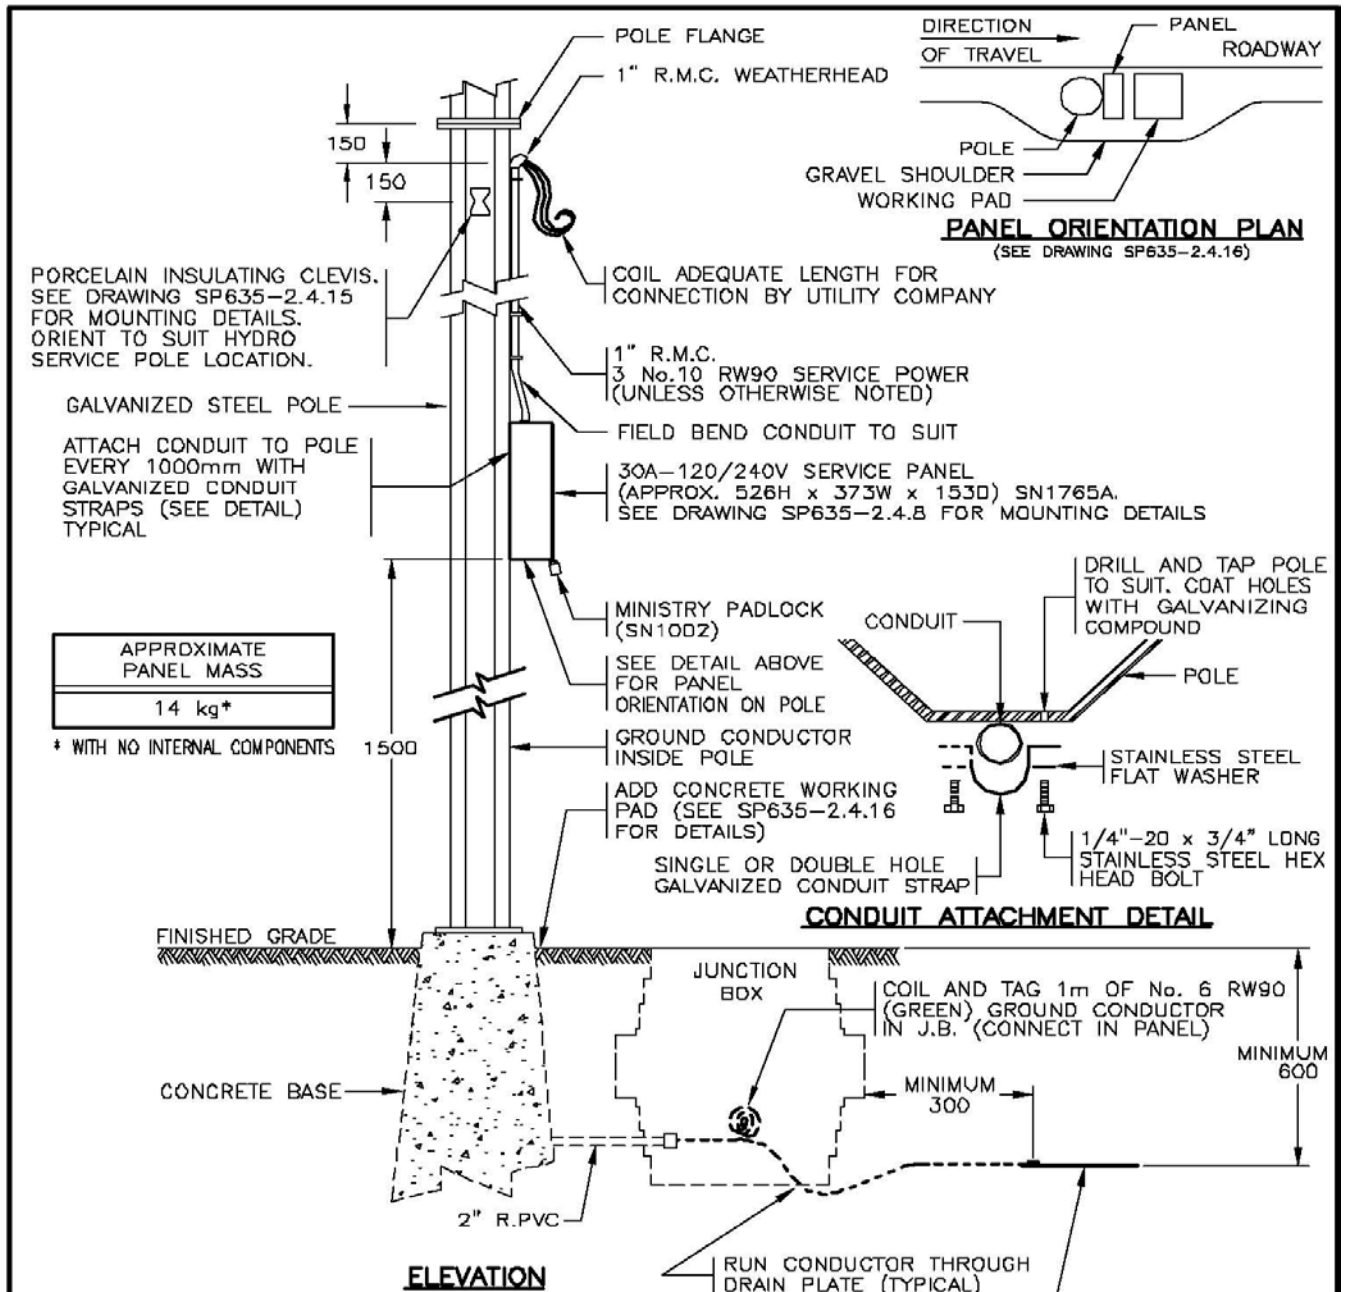 POLE FLANGE
1" R.M.C. WEATHERHEAD
DIRECTION
OF TRAVEL
PANEL
ROADWAY
POLE
GRAVEL SHOULDER
WORKING PAD
PANEL ORIENTATION PLAN
(SEE DRAWING SP635-2.4.16)
150
150
PORCELAIN INSULATING CLEVIS.
SEE DRAWING SP635-2.4.15
FOR MOUNTING DETAILS.
ORIENT TO SUIT HYDRO
SERVICE POLE LOCATION.
COIL ADEQUATE LENGTH FOR
CONNECTION BY UTILITY COMPANY
1" R.M.C.
3 No.10 RW90 SERVICE POWER
(UNLESS OTHERWISE NOTED)
GALVANIZED STEEL POLE
FIELD BEND CONDUIT TO SUIT
ATTACH CONDUIT TO POLE
EVERY 1000mm WITH
GALVANIZED CONDUIT
STRAPS (SEE DETAIL)
TYPICAL
30A-120/240V SERVICE PANEL
(APPROX. 526H x 373W x 153D) SN1765A.
SEE DRAWING SP635-2.4.8 FOR MOUNTING DETAILS
MINISTRY PADLOCK
(SN1002)
SEE DETAIL ABOVE
FOR PANEL
ORIENTATION ON POLE
APPROXIMATE
PANEL MASS
14 kg*
* WITH NO INTERNAL COMPONENTS
1500
GROUND CONDUCTOR
INSIDE POLE
ADD CONCRETE WORKING
PAD (SEE SP635-2.4.16
FOR DETAILS)
DRILL AND TAP POLE
TO SUIT. COAT HOLES
WITH GALVANIZING
COMPOUND
CONDUIT
POLE
STAINLESS STEEL
FLAT WASHER
1/4"-20 x 3/4" LONG
STAINLESS STEEL HEX
HEAD BOLT
SINGLE OR DOUBLE HOLE
GALVANIZED CONDUIT STRAP
CONDUIT ATTACHMENT DETAIL
FINISHED GRADE
JUNCTION
BOX
COIL AND TAG 1m OF No. 6 RW90
(GREEN) GROUND CONDUCTOR
IN J.B. (CONNECT IN PANEL)
MINIMUM
600
CONCRETE BASE
MINIMUM
300
2" R.PVC
ELEVATION
RUN CONDUCTOR THROUGH
DRAIN PLATE (TYPICAL)